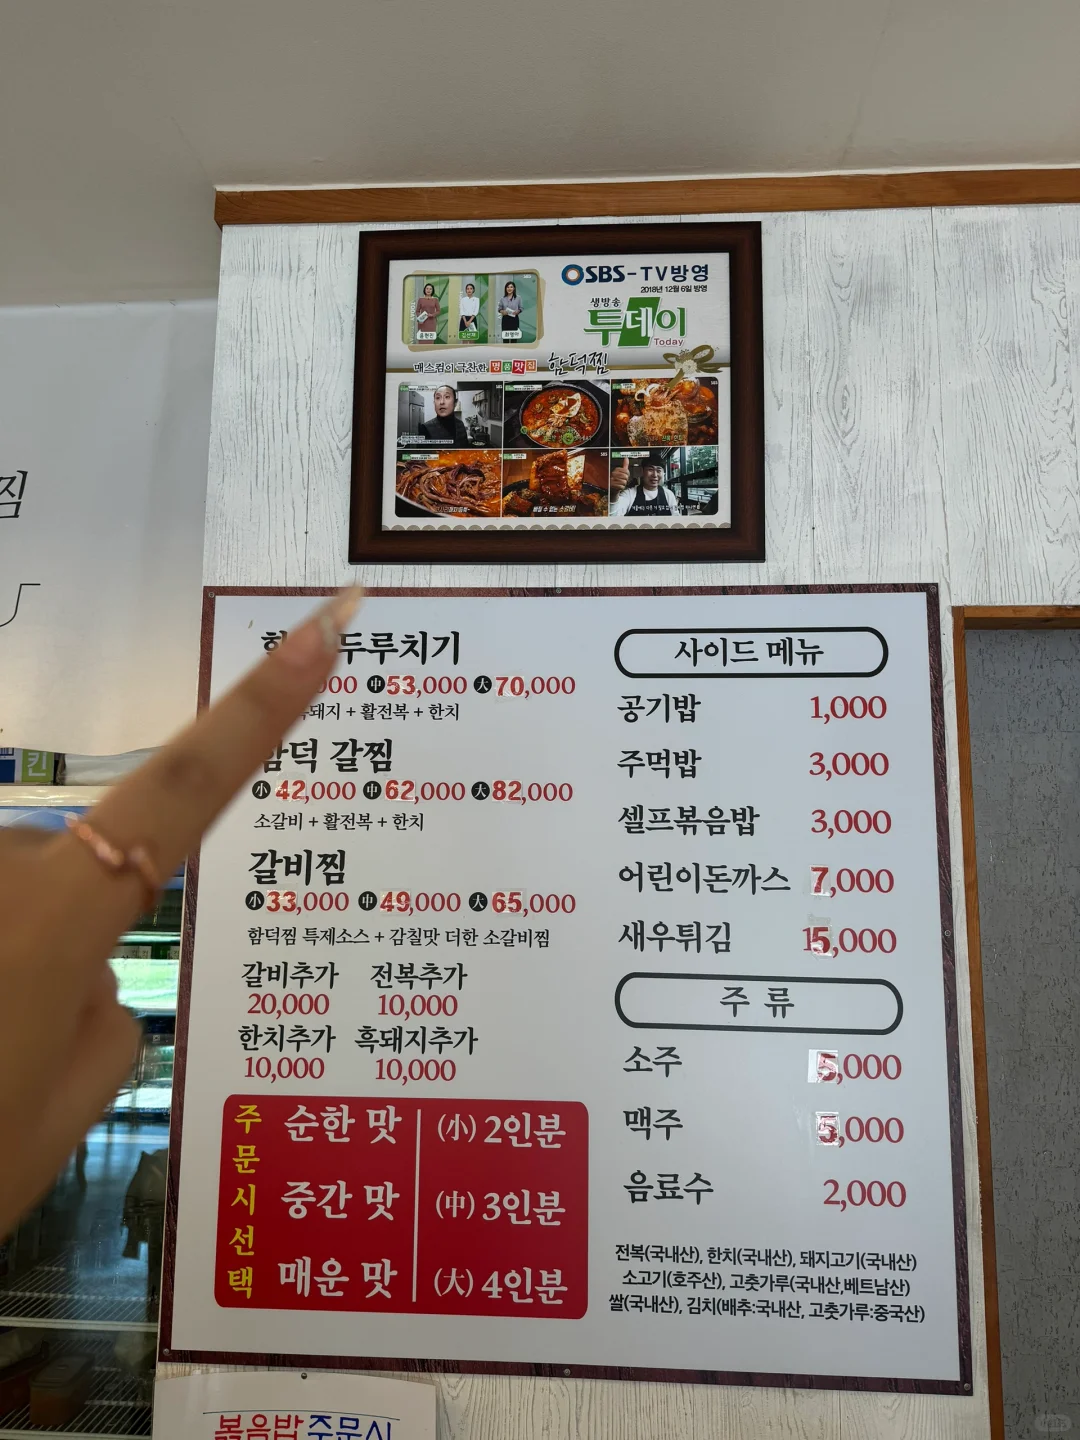 SBS-TV방영
2018년 12월 6일 방영
생방송
투데이
Today
매스컴의 극찬한 명품맛집 함덕찜
찜
킨
두루치기
000 中53,000 大70,000
돼지 + 활전복 + 한치
함덕 갈찜
小42,000 中62,000 大82,000
소갈비 + 활전복 + 한치
갈비찜
小33,000 中49,000 大65,000
함덕찜 특제소스 + 감칠맛 더한 소갈비찜
갈비추가 전복추가
20,000 10,000
한치추가 흑돼지추가
10,000 10,000
주문시선택
순한 맛 (小) 2인분
중간 맛 (中) 3인분
매운 맛 (大) 4인분
사이드 메뉴
공기밥 1,000
주먹밥 3,000
셀프볶음밥 3,000
어린이돈까스 7,000
새우튀김 15,000
주 류
소주 5,000
맥주 5,000
음료수 2,000
전복(국내산), 한치(국내산), 돼지고기(국내산)
소고기(호주산), 고춧가루(국내산,베트남산)
쌀(국내산), 김치(배추:국내산, 고춧가루:중국산)
볶음밥 주문시